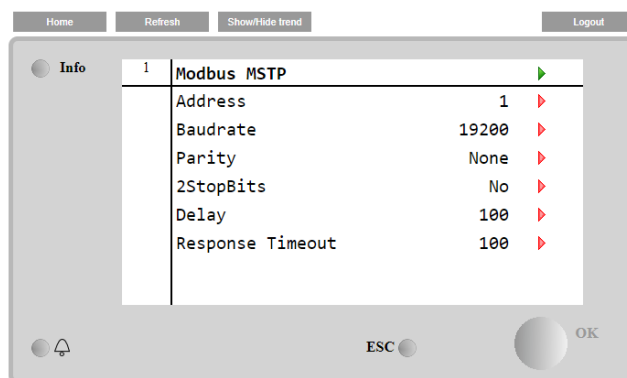 Home Refresh Show/Hide trend Logout
Info 1 Modbus MSTP
Address 1
Baudrate 19200
Parity None
2StopBits No
Delay 100
Response Timeout 100
ESC OK